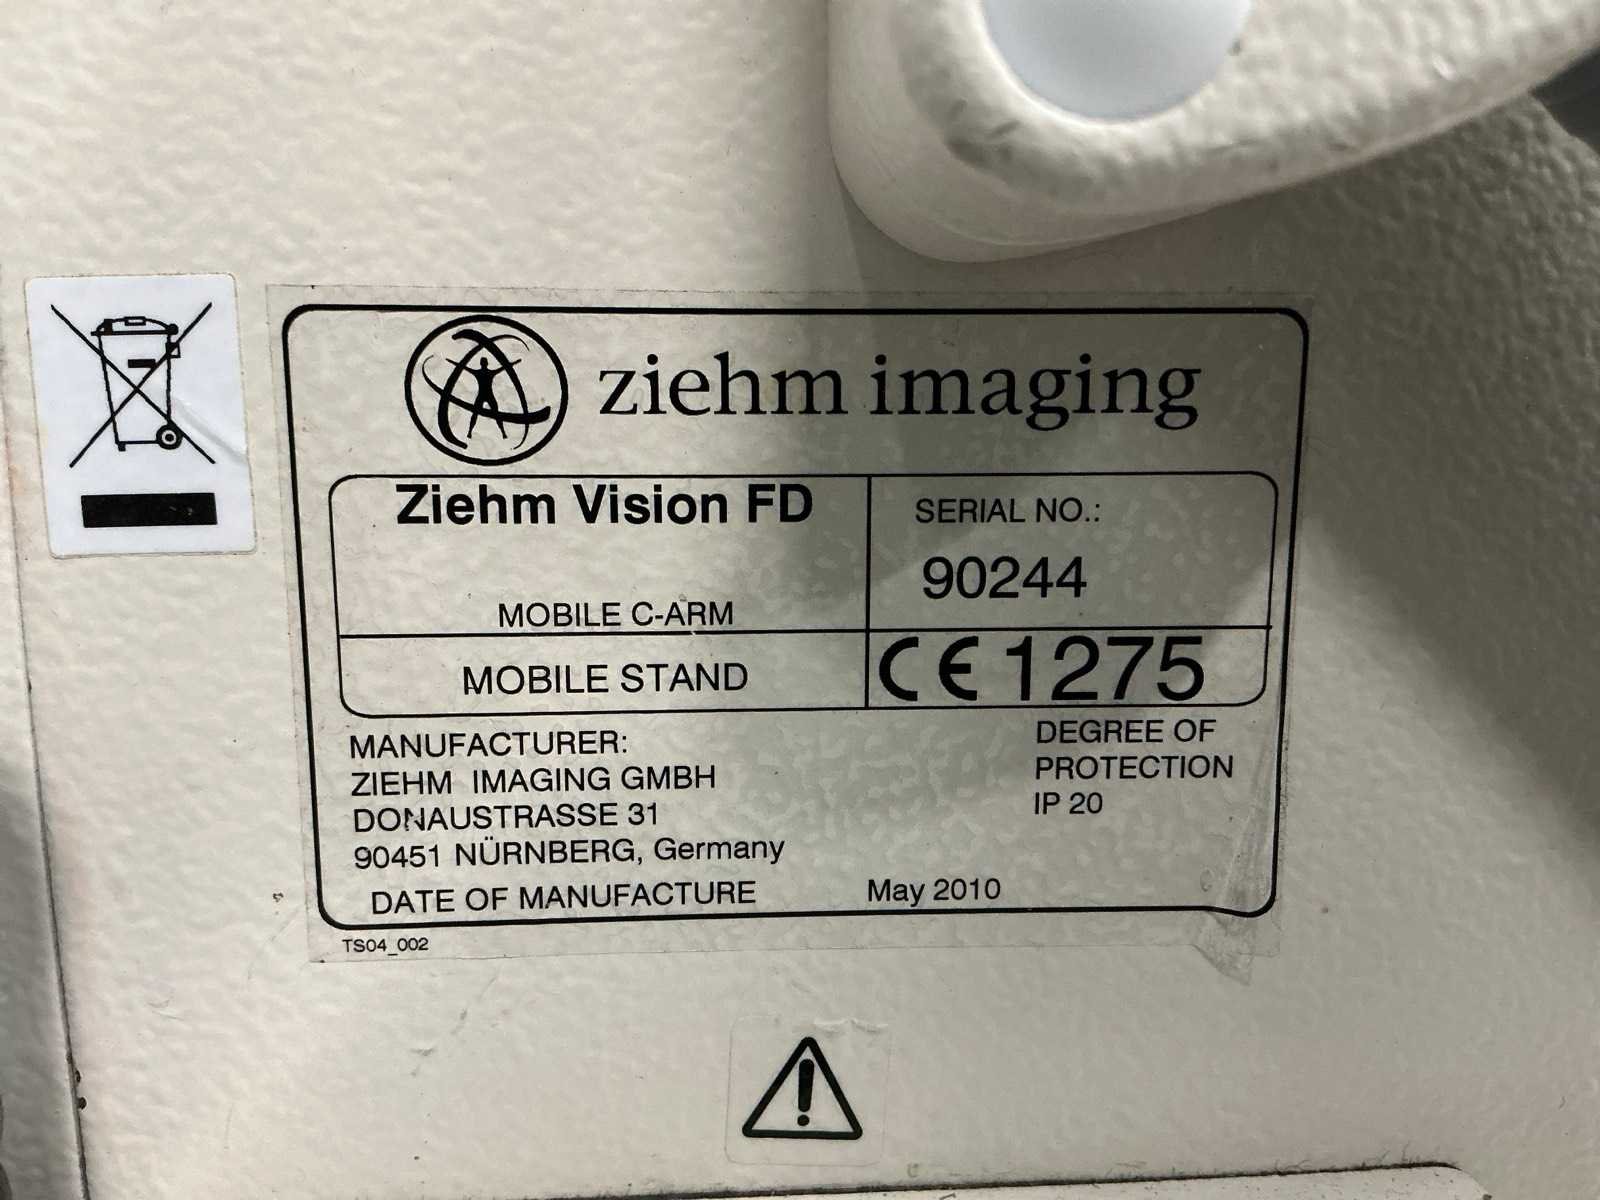 ziehm imaging
Ziehm Vision FD
MOBILE C-ARM
SERIAL NO.:
90244
MOBILE STAND
CE 1275
MANUFACTURER:
ZIEHM IMAGING GMBH
DONAUSTRASSE 31
90451 NÜRNBERG, Germany
DEGREE OF
PROTECTION
IP 20
DATE OF MANUFACTURE May 2010
TS04_002